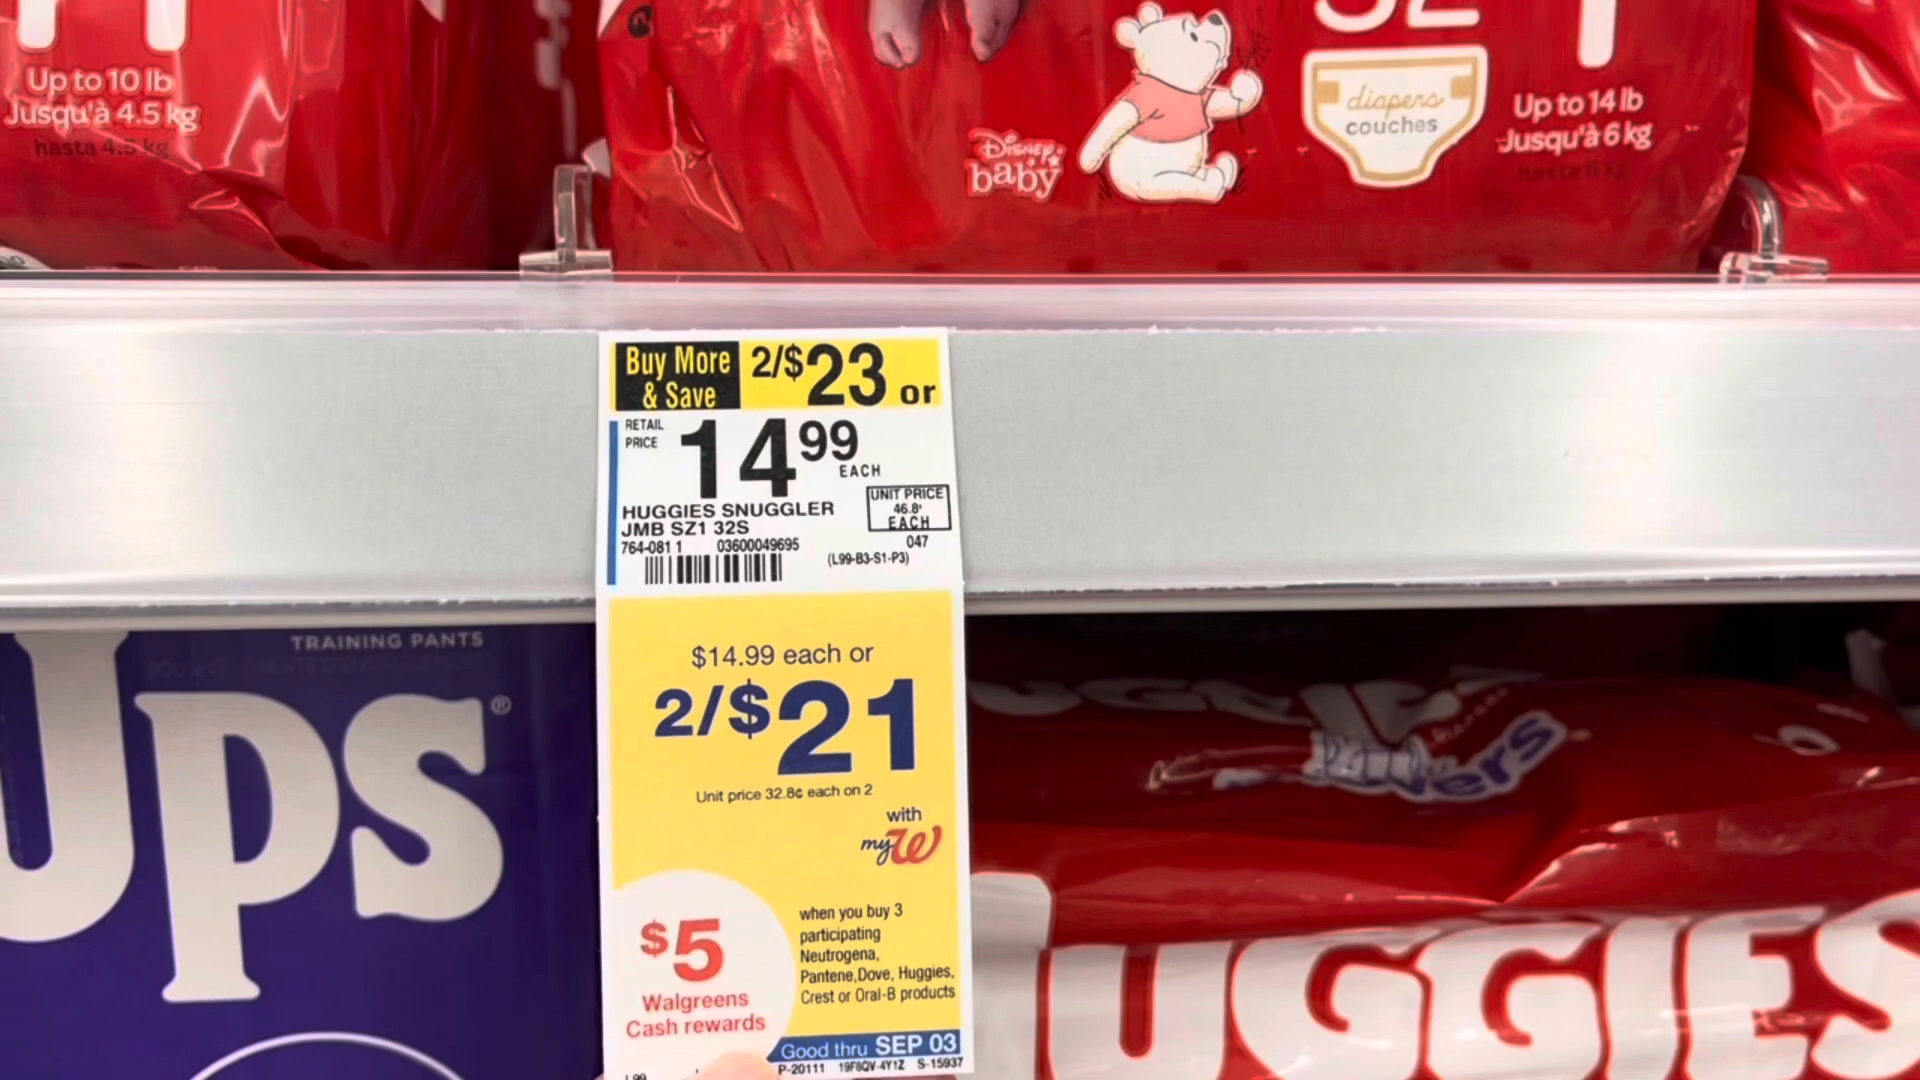 Up to 10 lb
Jusqu'à 4.5 kg
hasta 4.5 kg
Disney
baby
diapers
couches
Up to 14 lb
Jusqu'à 6 kg
hasta 6 kg
Buy More
& Save
2/$23 or
RETAIL
PRICE
14 99
EACH
HUGGIES SNUGGLER
JMB SZ1 32S
UNIT PRICE
46.8¢
EACH
764-081 1 03600049695
047
(L99-B3-S1-P3)
$14.99 each or
2/$21
Unit price 32.8¢ each on 2
with
myW
$5
Walgreens
Cash rewards
when you buy 3
participating
Neutrogena,
Pantene,Dove, Huggies,
Crest or Oral-B products
Good thru SEP 03
P-20111 19F8QV-4Y1Z S-15937
L99
TRAINING PANTS
Ups®
UGGIES